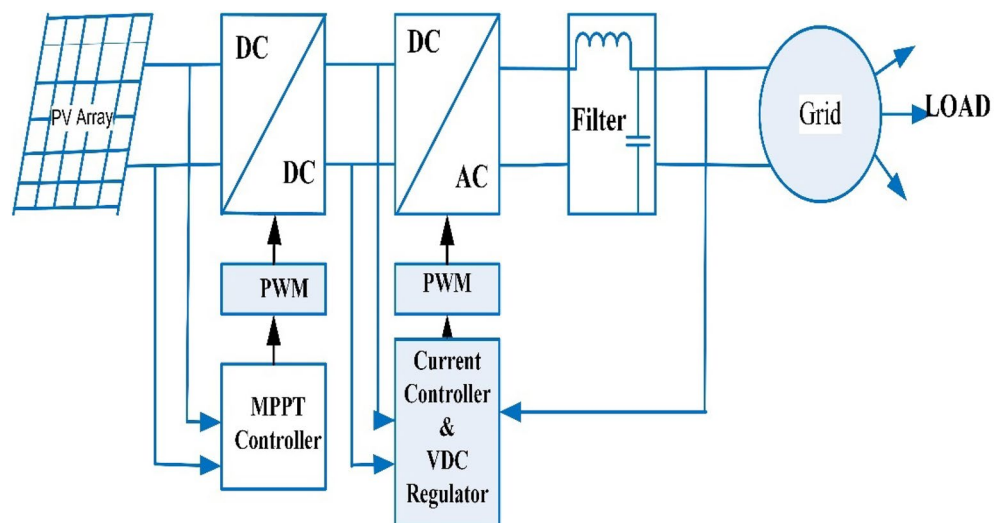 PV Array
DC
DC
DC
AC
Filter
Grid
LOAD
PWM
PWM
MPPT
Controller
Current
Controller
&
VDC
Regulator